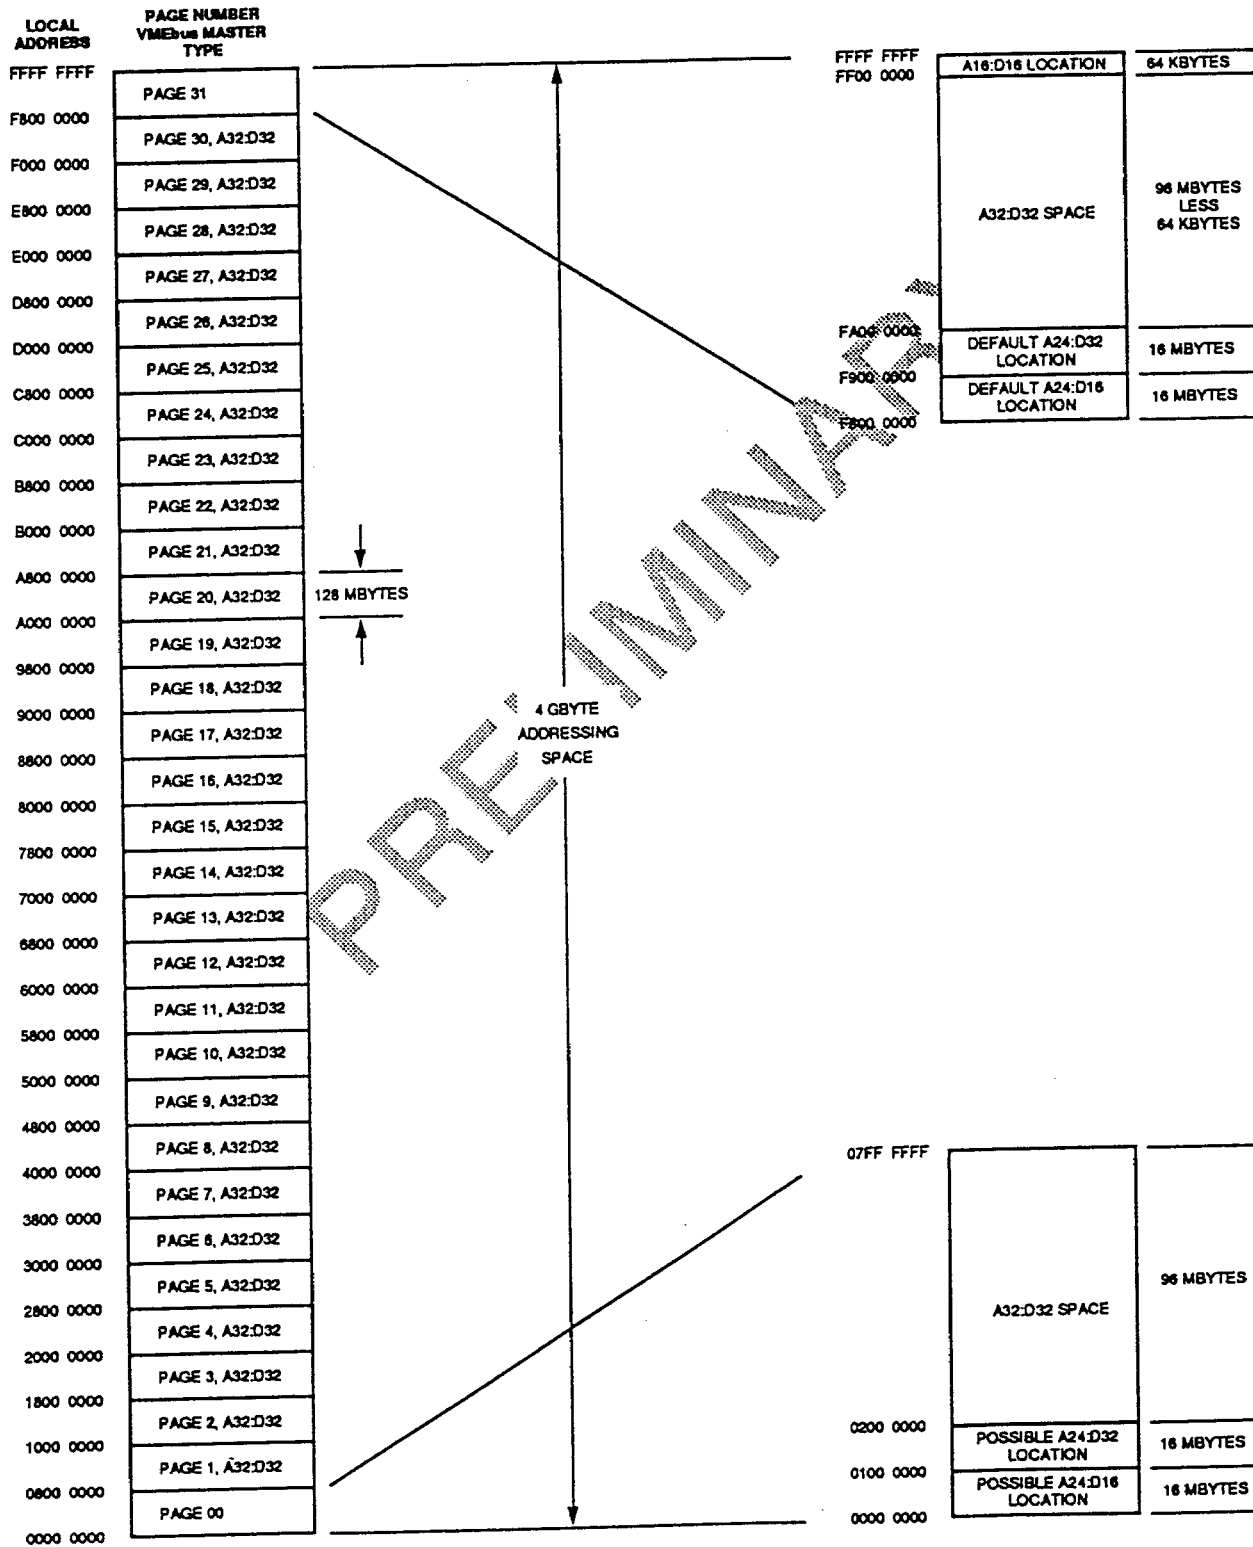 LOCAL
ADDRESS
PAGE NUMBER
VMEbus MASTER
TYPE
FFFF FFFF
PAGE 31
F800 0000
PAGE 30, A32:D32
F000 0000
PAGE 29, A32:D32
E800 0000
PAGE 28, A32:D32
E000 0000
PAGE 27, A32:D32
D800 0000
PAGE 26, A32:D32
D000 0000
PAGE 25, A32:D32
C800 0000
PAGE 24, A32:D32
C000 0000
PAGE 23, A32:D32
B800 0000
PAGE 22, A32:D32
B000 0000
PAGE 21, A32:D32
A800 0000
PAGE 20, A32:D32
128 MBYTES
A000 0000
PAGE 19, A32:D32
9800 0000
PAGE 18, A32:D32
9000 0000
PAGE 17, A32:D32
8800 0000
PAGE 16, A32:D32
8000 0000
PAGE 15, A32:D32
7800 0000
PAGE 14, A32:D32
7000 0000
PAGE 13, A32:D32
6800 0000
PAGE 12, A32:D32
6000 0000
PAGE 11, A32:D32
5800 0000
PAGE 10, A32:D32
5000 0000
PAGE 9, A32:D32
4800 0000
PAGE 8, A32:D32
4000 0000
PAGE 7, A32:D32
3800 0000
PAGE 6, A32:D32
3000 0000
PAGE 5, A32:D32
2800 0000
PAGE 4, A32:D32
2000 0000
PAGE 3, A32:D32
1800 0000
PAGE 2, A32:D32
1000 0000
PAGE 1, A32:D32
0800 0000
PAGE 00
0000 0000
4 GBYTE
ADDRESSING
SPACE
PRELIMINARY
FFFF FFFF
FF00 0000
A16:D16 LOCATION
64 KBYTES
A32:D32 SPACE
96 MBYTES
LESS
64 KBYTES
FA00 0000
DEFAULT A24:D32
LOCATION
16 MBYTES
F900 0000
DEFAULT A24:D16
LOCATION
16 MBYTES
F800 0000
07FF FFFF
A32:D32 SPACE
96 MBYTES
0200 0000
POSSIBLE A24:D32
LOCATION
16 MBYTES
0100 0000
POSSIBLE A24:D16
LOCATION
16 MBYTES
0000 0000